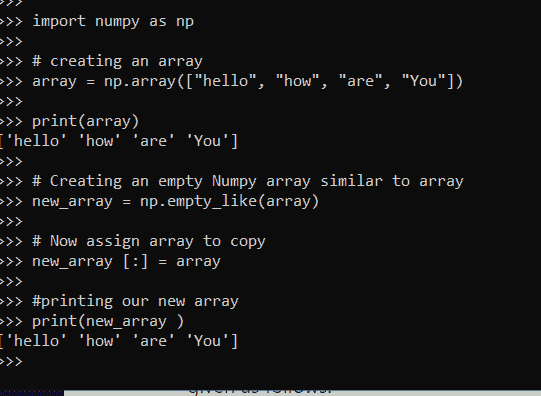 >>>
>>> import numpy as np
>>>
>>> # creating an array
>>> array = np.array(["hello", "how", "are", "You"])
>>>
>>> print(array)
['hello' 'how' 'are' 'You']
>>>
>>> # Creating an empty Numpy array similar to array
>>> new_array = np.empty_like(array)
>>>
>>> # Now assign array to copy
>>> new_array [:] = array
>>>
>>> #printing our new array
>>> print(new_array )
['hello' 'how' 'are' 'You']
>>>
given as follows: